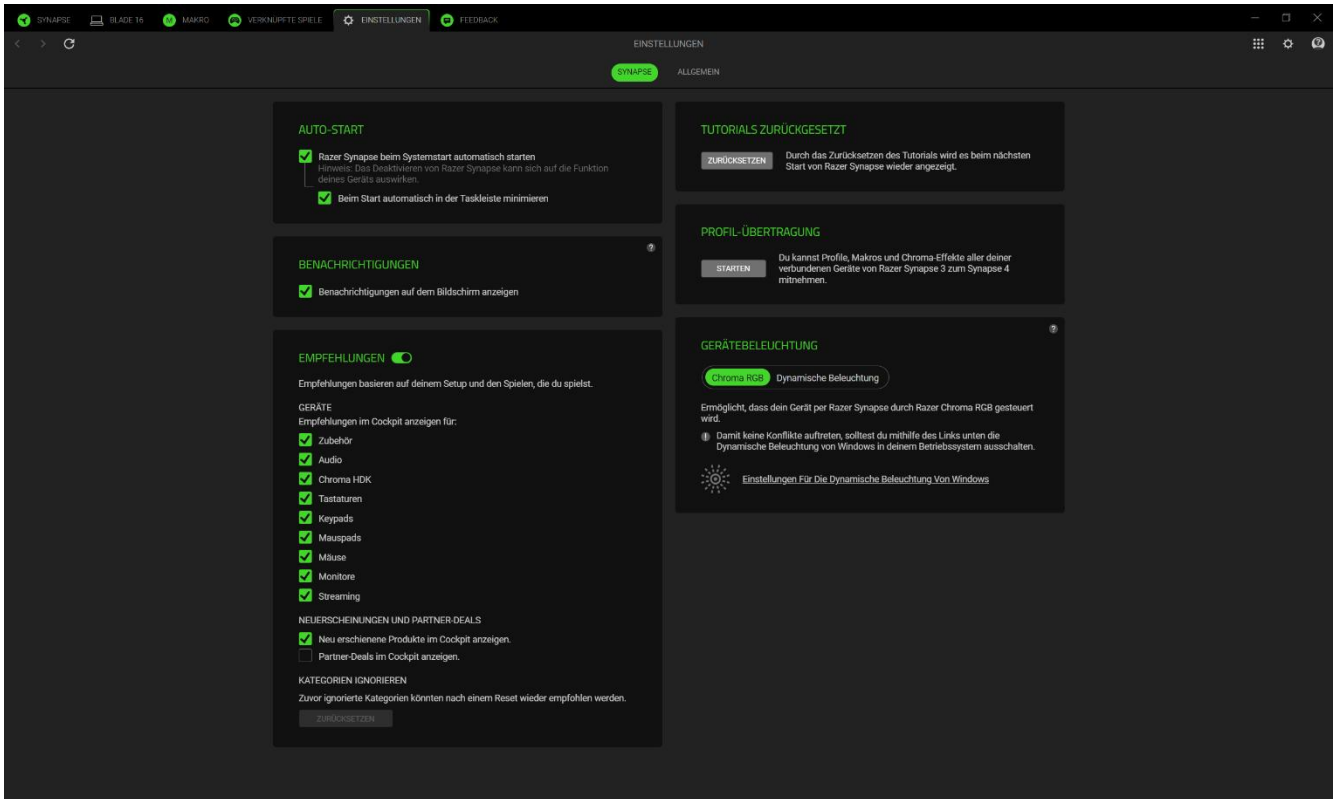 SYNAPSE
BLADE 16
M
MAKRO
VERKNÜPFTE SPIELE
EINSTELLUNGEN
FEEDBACK
EINSTELLUNGEN
SYNAPSE
ALLGEMEIN
AUTO-START
Razer Synapse beim Systemstart automatisch starten
Hinweis: Das Deaktivieren von Razer Synapse kann sich auf die Funktion
deines Geräts auswirken.
Beim Start automatisch in der Taskleiste minimieren
BENACHRICHTIGUNGEN
Benachrichtigungen auf dem Bildschirm anzeigen
EMPFEHLUNGEN
Empfehlungen basieren auf deinem Setup und den Spielen, die du spielst.
GERÄTE
Empfehlungen im Cockpit anzeigen für:
Zubehör
Audio
Chroma HDK
Tastaturen
Keypads
Mauspads
Mäuse
Monitore
Streaming
NEUERSCHEINUNGEN UND PARTNER-DEALS
Neu erschienene Produkte im Cockpit anzeigen.
Partner-Deals im Cockpit anzeigen.
KATEGORIEN IGNORIEREN
Zuvor ignorierte Kategorien könnten nach einem Reset wieder empfohlen werden.
ZURÜCKSETZEN
TUTORIALS ZURÜCKGESETZT
ZURÜCKSETZEN
Durch das Zurücksetzen des Tutorials wird es beim nächsten
Start von Razer Synapse wieder angezeigt.
PROFIL-ÜBERTRAGUNG
STARTEN
Du kannst Profile, Makros und Chroma-Effekte aller deiner
verbundenen Geräte von Razer Synapse 3 zum Synapse 4
mitnehmen.
GERÄTEBELEUCHTUNG
Chroma RGB
Dynamische Beleuchtung
Ermöglicht, dass dein Gerät per Razer Synapse durch Razer Chroma RGB gesteuert
wird.
Damit keine Konflikte auftreten, solltest du mithilfe des Links unten die
Dynamische Beleuchtung von Windows in deinem Betriebssystem ausschalten.
Einstellungen Für Die Dynamische Beleuchtung Von Windows